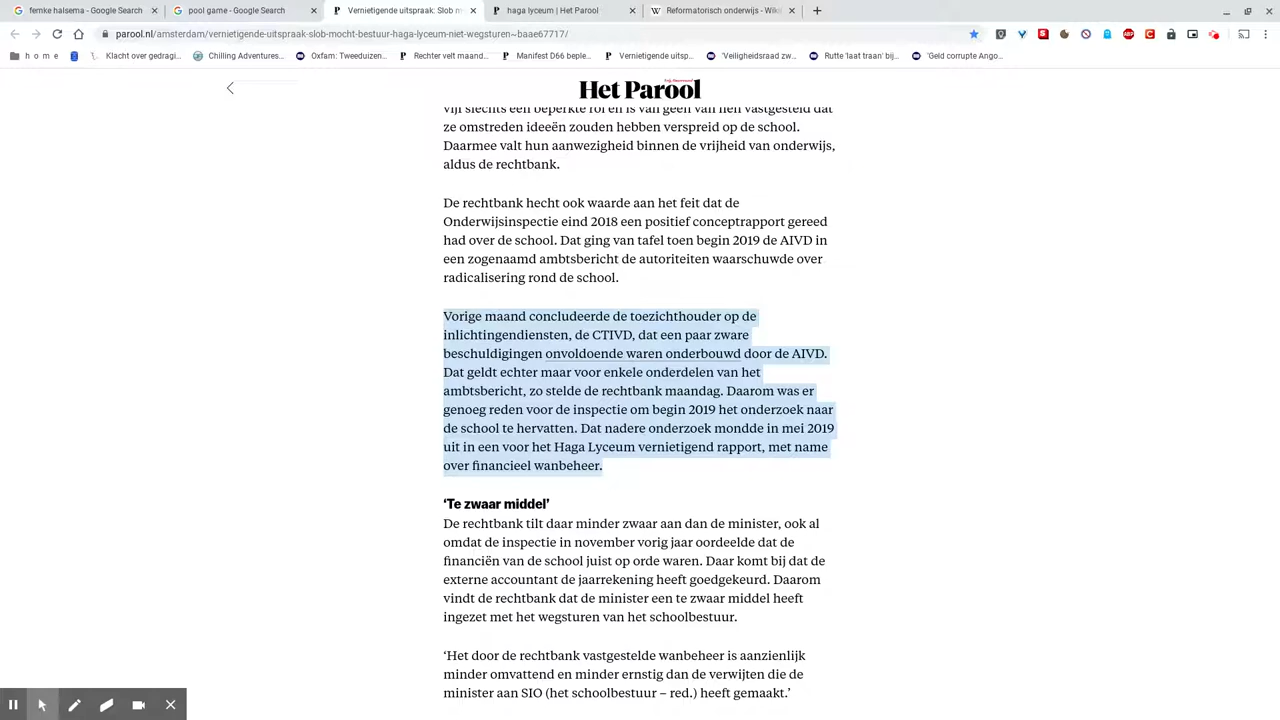 femke halsema - Google Search
pool game - Google Search
Vernietigende uitspraak: Slob m
haga lyceum | Het Parool
Reformatorisch onderwijs - Wiki
parool.nl/amsterdam/vernietigende-uitspraak-slob-mocht-bestuur-haga-lyceum-niet-wegsturen~baae67717/
h o m e
Klacht over gedragi...
Chilling Adventures...
Oxfam: Tweeduizen...
Rechter velt maand...
Manifest D66 beple...
Vernietigende uitsp...
'Veiligheidsraad zw...
Rutte 'laat traan' bij...
'Geld corrupte Ango...
Het Parool
vijf slechts een beperkte rol en is van geen van hen vastgesteld dat
ze omstreden ideeën zouden hebben verspreid op de school.
Daarmee valt hun aanwezigheid binnen de vrijheid van onderwijs,
aldus de rechtbank.
De rechtbank hecht ook waarde aan het feit dat de
Onderwijsinspectie eind 2018 een positief conceptrapport gereed
had over de school. Dat ging van tafel toen begin 2019 de AIVD in
een zogenaamd ambtsbericht de autoriteiten waarschuwde over
radicalisering rond de school.
Vorige maand concludeerde de toezichthouder op de
inlichtingendiensten, de CTIVD, dat een paar zware
beschuldigingen onvoldoende waren onderbouwd door de AIVD.
Dat geldt echter maar voor enkele onderdelen van het
ambtsbericht, zo stelde de rechtbank maandag. Daarom was er
genoeg reden voor de inspectie om begin 2019 het onderzoek naar
de school te hervatten. Dat nadere onderzoek mondde in mei 2019
uit in een voor het Haga Lyceum vernietigend rapport, met name
over financieel wanbeheer.
‘Te zwaar middel’
De rechtbank tilt daar minder zwaar aan dan de minister, ook al
omdat de inspectie in november vorig jaar oordeelde dat de
financiën van de school juist op orde waren. Daar komt bij dat de
externe accountant de jaarrekening heeft goedgekeurd. Daarom
vindt de rechtbank dat de minister een te zwaar middel heeft
ingezet met het wegsturen van het schoolbestuur.
‘Het door de rechtbank vastgestelde wanbeheer is aanzienlijk
minder omvattend en minder ernstig dan de verwijten die de
minister aan SIO (het schoolbestuur – red.) heeft gemaakt.’